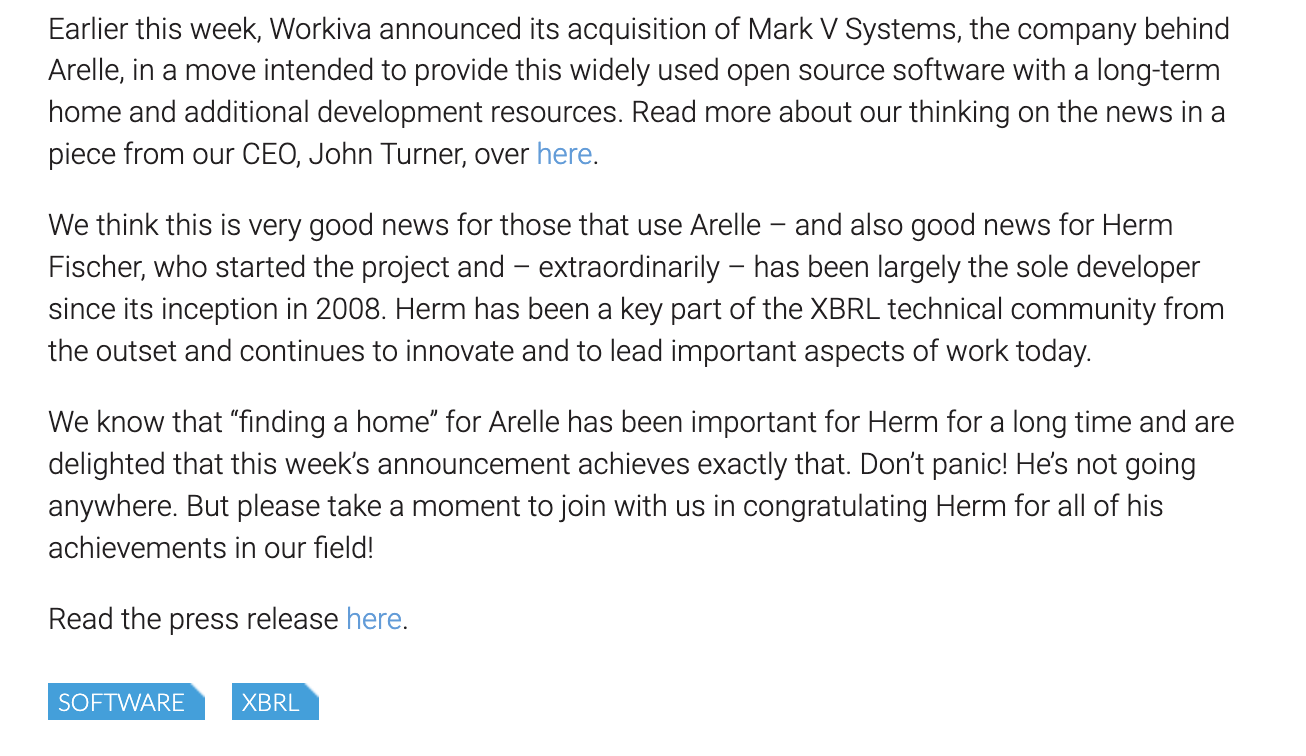 Earlier this week, Workiva announced its acquisition of Mark V Systems, the company behind
Arelle, in a move intended to provide this widely used open source software with a long-term
home and additional development resources. Read more about our thinking on the news in a
piece from our CEO, John Turner, over here.
We think this is very good news for those that use Arelle – and also good news for Herm
Fischer, who started the project and – extraordinarily – has been largely the sole developer
since its inception in 2008. Herm has been a key part of the XBRL technical community from
the outset and continues to innovate and to lead important aspects of work today.
We know that “finding a home” for Arelle has been important for Herm for a long time and are
delighted that this week’s announcement achieves exactly that. Don’t panic! He’s not going
anywhere. But please take a moment to join with us in congratulating Herm for all of his
achievements in our field!
Read the press release here.
SOFTWARE XBRL